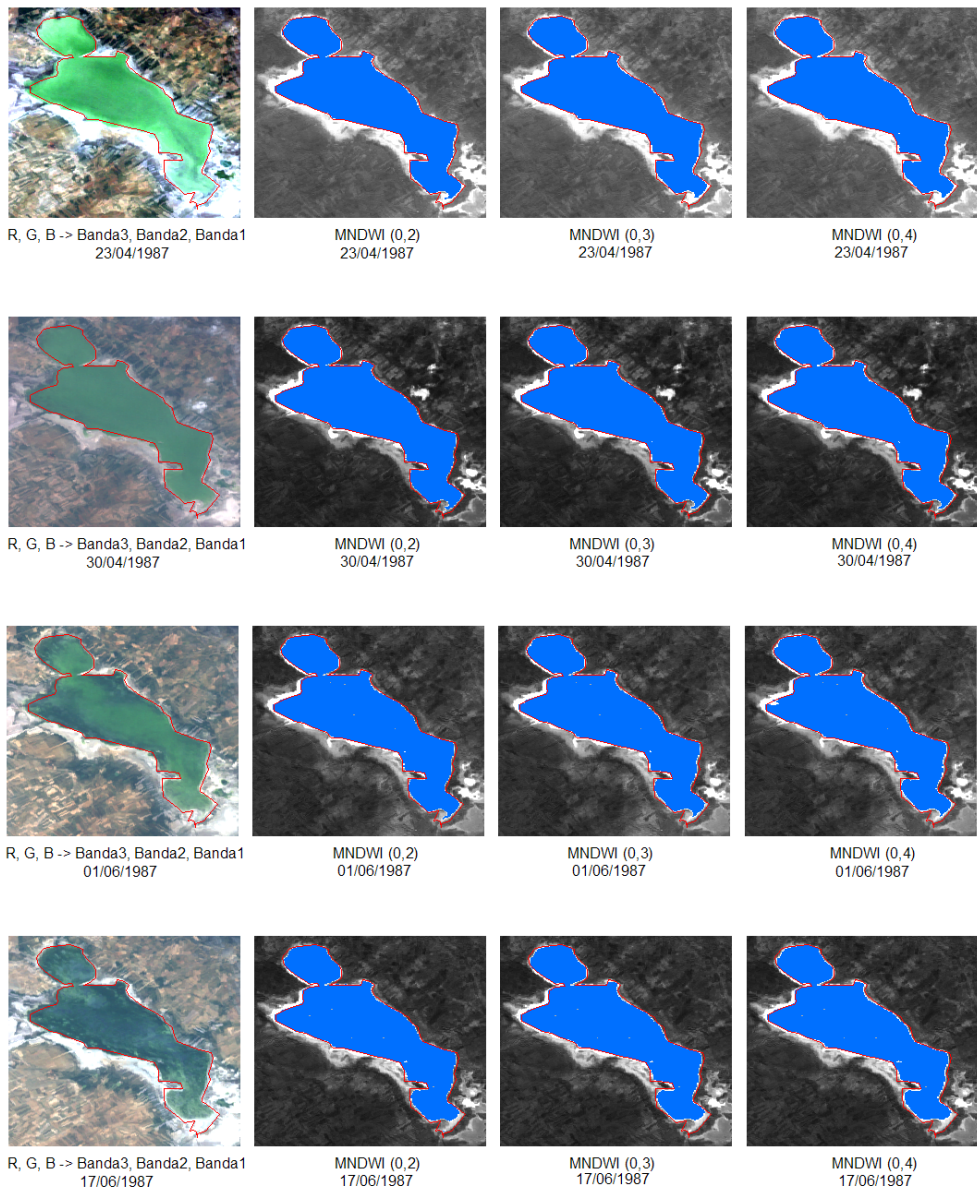 R, G, B -> Banda3, Banda2, Banda1
23/04/1987
MNDWI (0,2)
23/04/1987
MNDWI (0,3)
23/04/1987
MNDWI (0,4)
23/04/1987
R, G, B -> Banda3, Banda2, Banda1
30/04/1987
MNDWI (0,2)
30/04/1987
MNDWI (0,3)
30/04/1987
MNDWI (0,4)
30/04/1987
R, G, B -> Banda3, Banda2, Banda1
01/06/1987
MNDWI (0,2)
01/06/1987
MNDWI (0,3)
01/06/1987
MNDWI (0,4)
01/06/1987
R, G, B -> Banda3, Banda2, Banda1
17/06/1987
MNDWI (0,2)
17/06/1987
MNDWI (0,3)
17/06/1987
MNDWI (0,4)
17/06/1987